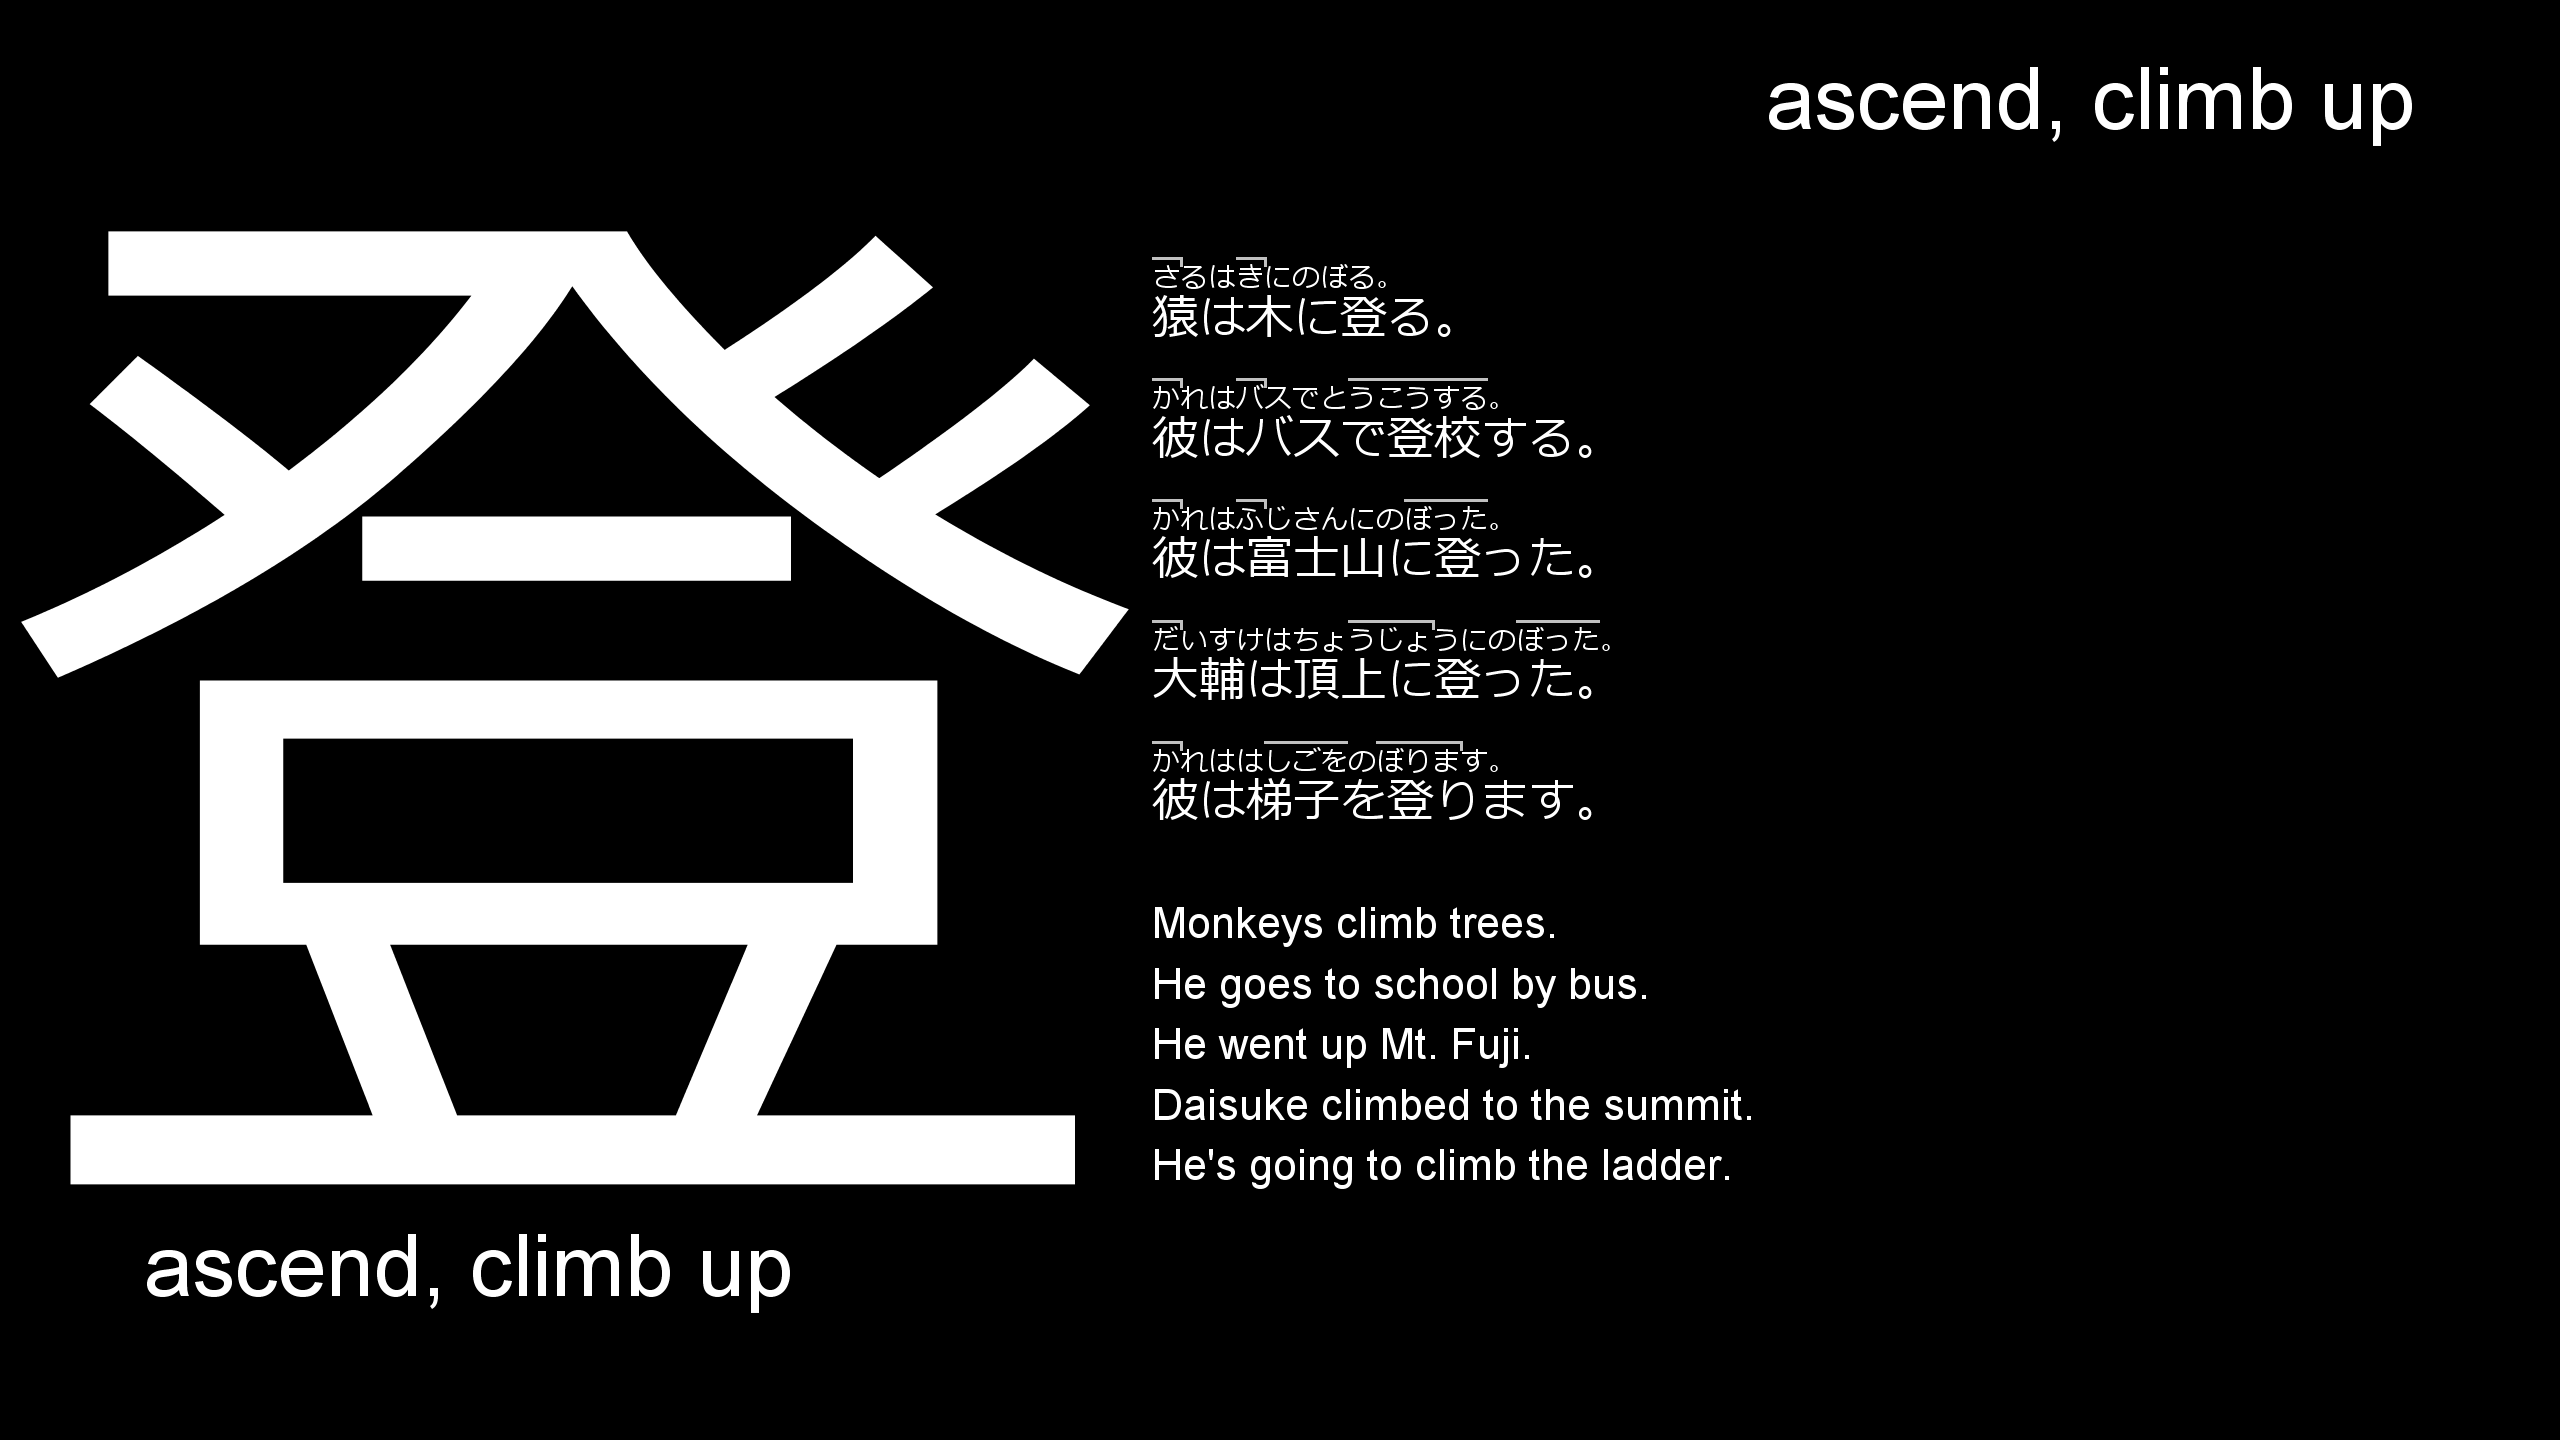 ascend, climb up
登
さるはきにのぼる。
猿は木に登る。
かれはバスでとうこうする。
彼はバスで登校する。
かれはふじさんにのぼった。
彼は富士山に登った。
だいすけはちょうじょうにのぼった。
大輔は頂上に登った。
かれははしごをのぼります。
彼は梯子を登ります。
Monkeys climb trees.
He goes to school by bus.
He went up Mt. Fuji.
Daisuke climbed to the summit.
He's going to climb the ladder.
ascend, climb up